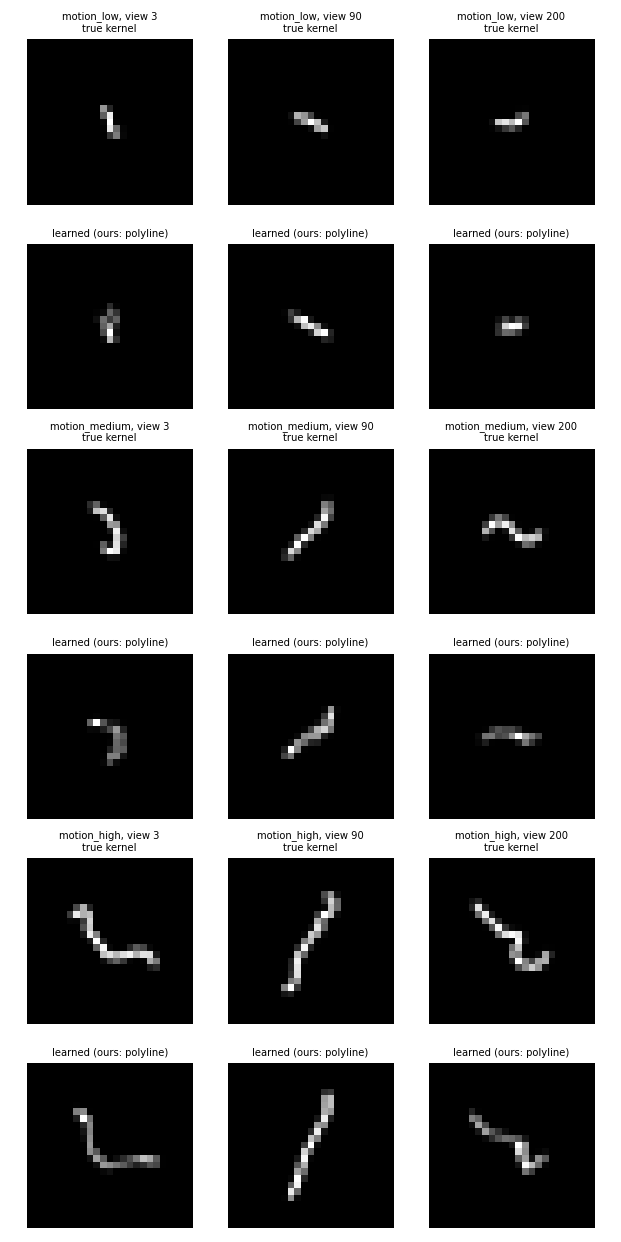 motion_low, view 3
true kernel
motion_low, view 90
true kernel
motion_low, view 200
true kernel
learned (ours: polyline)
learned (ours: polyline)
learned (ours: polyline)
motion_medium, view 3
true kernel
motion_medium, view 90
true kernel
motion_medium, view 200
true kernel
learned (ours: polyline)
learned (ours: polyline)
learned (ours: polyline)
motion_high, view 3
true kernel
motion_high, view 90
true kernel
motion_high, view 200
true kernel
learned (ours: polyline)
learned (ours: polyline)
learned (ours: polyline)